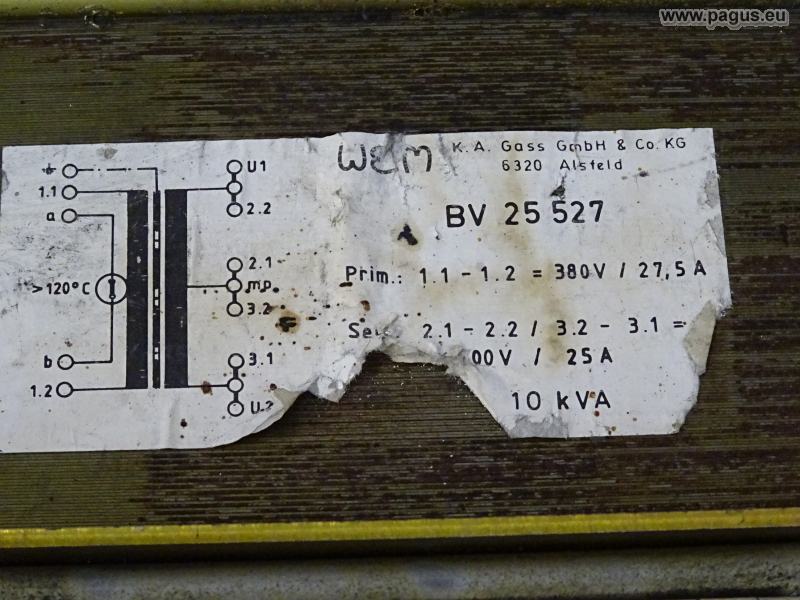 www.pagus.eu
WEM
K. A. Gass GmbH & Co. KG
6320 Alsfeld
BV 25 527
Prim.: 1.1 - 1.2 = 380V / 27,5 A
2.1 - 2.2 / 3.2 - 3.1 =
00V / 25A
10 kVA
1.1
a
>120°C
b
1.2
U1
2.2
2.1
m.p.
3.2
3.1
U2